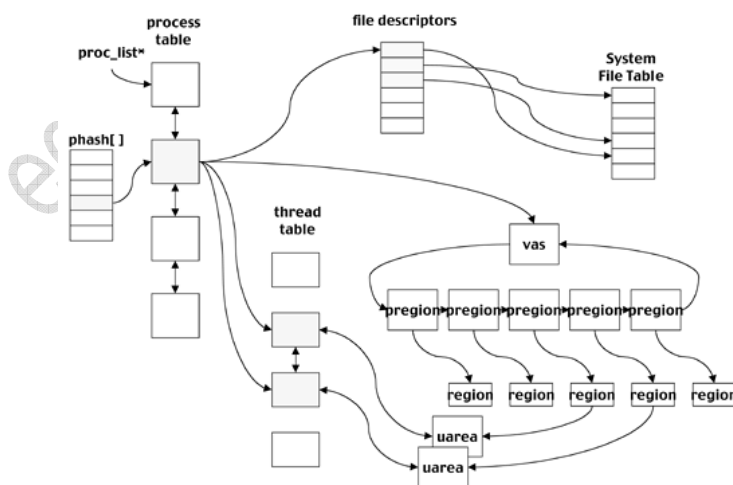 process
table
proc_list*
file descriptors
System
File Table
phash[ ]
thread
table
vas
pregion
pregion
pregion
pregion
pregion
region
region
region
region
region
uarea
uarea